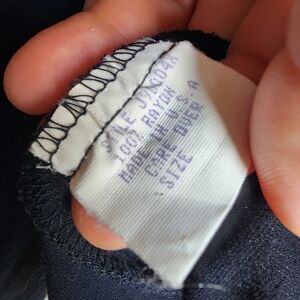 STYLE
100% RAYON
MADE IN U.S.A
CARE OVER
SIZE